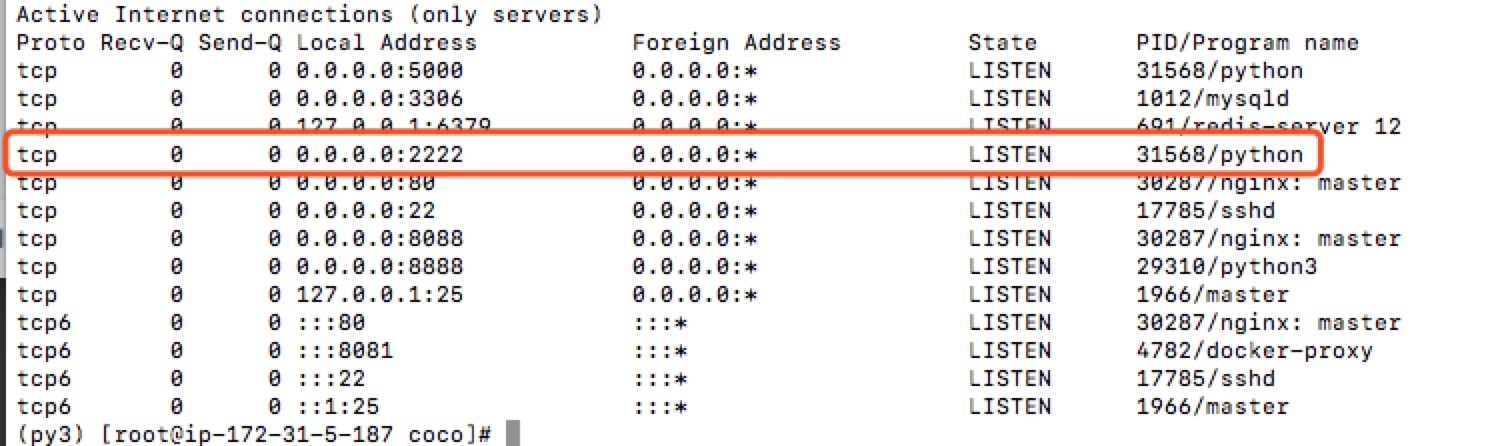 Active Internet connections (only servers)
Proto Recv-Q Send-Q Local Address Foreign Address State PID/Program name
tcp 0 0 0.0.0.0:5000 0.0.0.0:* LISTEN 31568/python
tcp 0 0 0.0.0.0:3306 0.0.0.0:* LISTEN 1012/mysqld
tcp 0 0 127.0.0.1:6379 0.0.0.0:* LISTEN 691/redis-server 12
tcp 0 0 0.0.0.0:2222 0.0.0.0:* LISTEN 31568/python
tcp 0 0 0.0.0.0:80 0.0.0.0:* LISTEN 30287/nginx: master
tcp 0 0 0.0.0.0:22 0.0.0.0:* LISTEN 17785/sshd
tcp 0 0 0.0.0.0:8088 0.0.0.0:* LISTEN 30287/nginx: master
tcp 0 0 0.0.0.0:8888 0.0.0.0:* LISTEN 29310/python3
tcp 0 0 127.0.0.1:25 0.0.0.0:* LISTEN 1966/master
tcp6 0 0 :::80 :::* LISTEN 30287/nginx: master
tcp6 0 0 :::8081 :::* LISTEN 4782/docker-proxy
tcp6 0 0 :::22 :::* LISTEN 17785/sshd
tcp6 0 0 ::1:25 :::* LISTEN 1966/master
(py3) [root@ip-172-31-5-187 coco]#